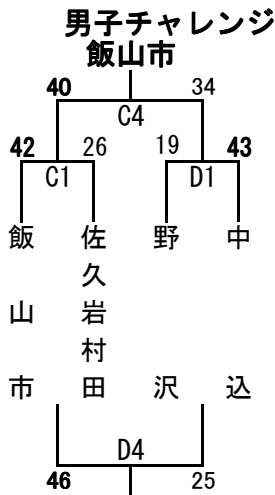 男子チャレンジ
飯山市
40 34
C4
42 26 19 43
C1 D1
飯山市
佐久岩村田
野沢
中込
D4
46 25